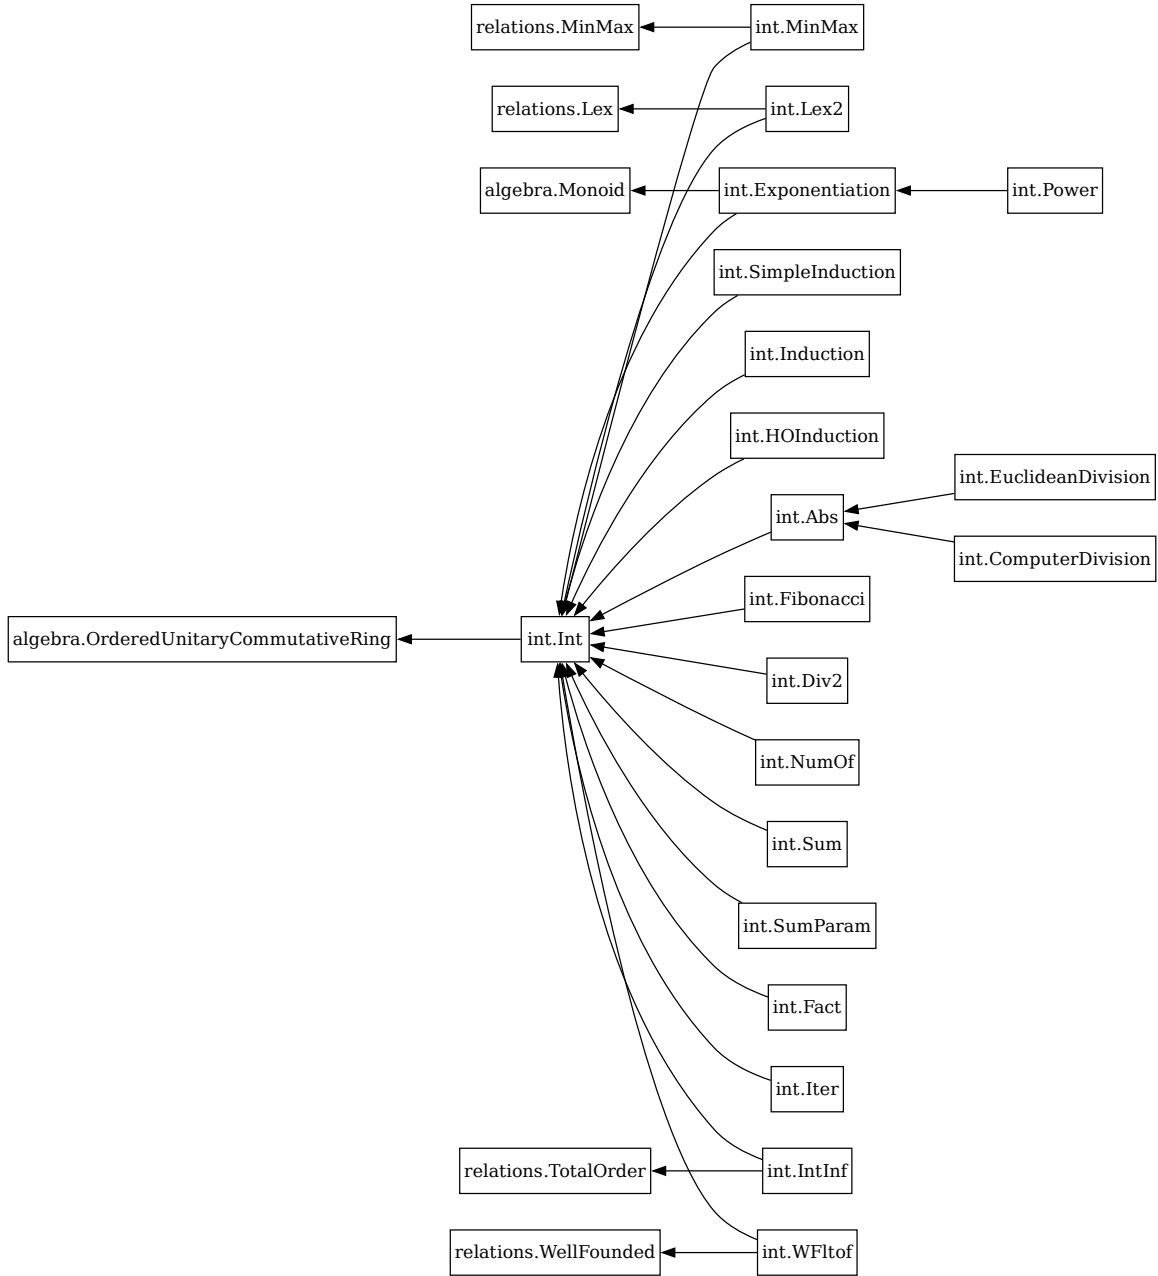 relations.MinMax
int.MinMax
relations.Lex
int.Lex2
algebra.Monoid
int.Exponentiation
int.Power
int.SimpleInduction
int.Induction
int.HOInduction
int.EuclideanDivision
int.Abs
int.ComputerDivision
int.Fibonacci
algebra.OrderedUnitaryCommutativeRing
int.Int
int.Div2
int.NumOf
int.Sum
int.SumParam
int.Fact
int.Iter
relations.TotalOrder
int.IntInf
relations.WellFounded
int.WFltof